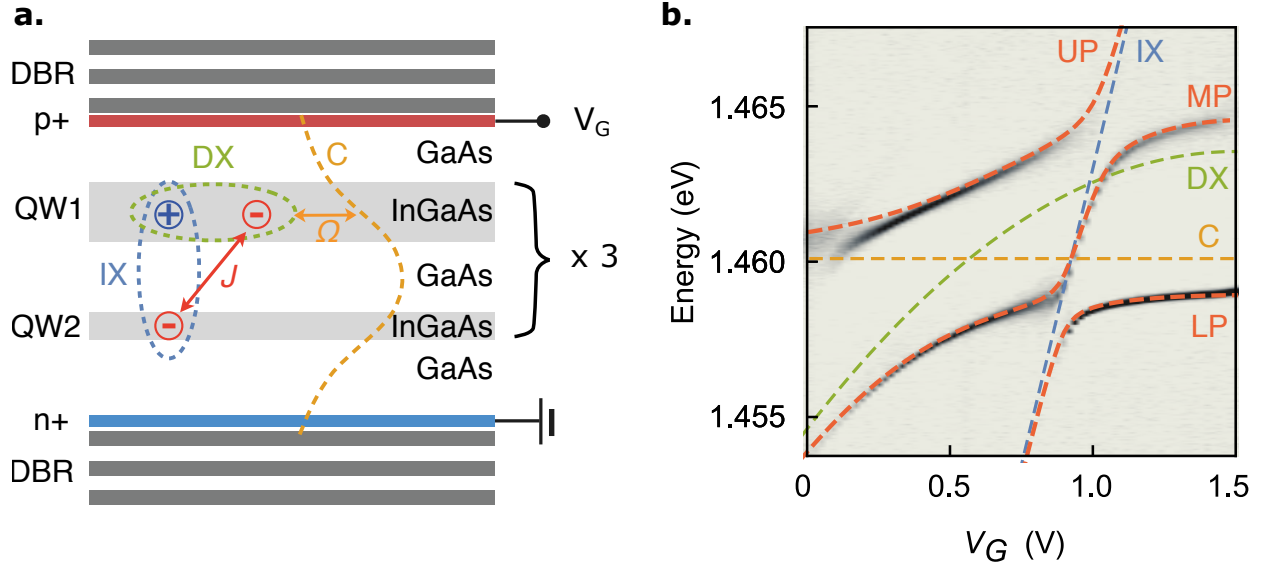 a.
DBR
p+
V_G
DX
C
GaAs
QW1
+
-
Ω
InGaAs
IX
J
GaAs
x 3
QW2
-
InGaAs
GaAs
n+
DBR
b.
UP
IX
1.465
MP
DX
Energy (eV)
C
1.460
LP
1.455
0
0.5
1.0
1.5
V_G (V)